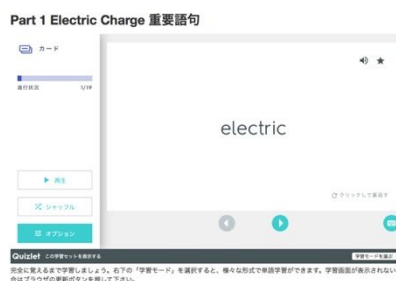 Part 1 Electric Charge 重要語句
カード
進行状況 1/19
electric
クリックして裏返す
再生
シャッフル
オプション
Quizlet この学習セットを表示する
学習モードを選ぶ
完全に覚えるまで学習しましょう。右下の「学習モード」を選択すると、様々な形式で単語学習ができます。学習画面が表示されない
合はブラウザの更新ボタンを押して下さい。